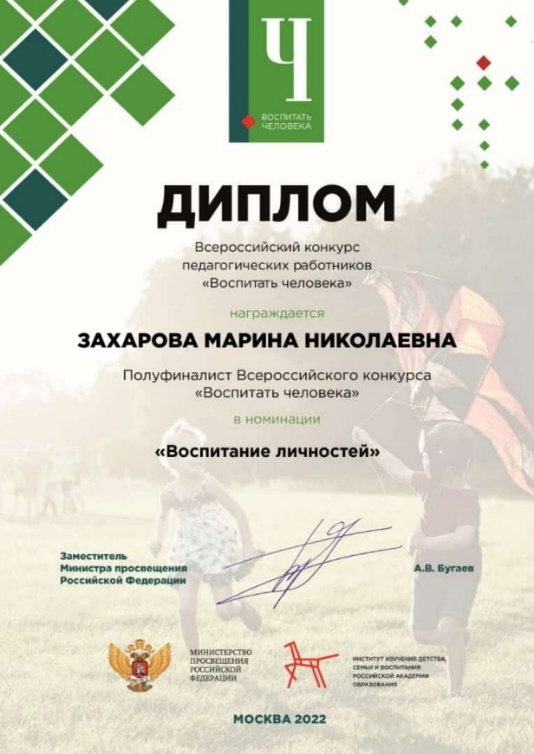 Ч
ВОСПИТАТЬ
ЧЕЛОВЕКА
ДИПЛОМ
Всероссийский конкурс
педагогических работников
«Воспитать человека»
награждается
ЗАХАРОВА МАРИНА НИКОЛАЕВНА
Полуфиналист Всероссийского конкурса
«Воспитать человека»
в номинации
«Воспитание личностей»
Заместитель
Министра просвещения
Российской Федерации
А.В. Бугаев
МИНИСТЕРСТВО
ПРОСВЕЩЕНИЯ
РОССИЙСКОЙ
ФЕДЕРАЦИИ
ИНСТИТУТ ИЗУЧЕНИЯ ДЕТСТВА,
СЕМЬИ И ВОСПИТАНИЯ
РОССИЙСКОЙ АКАДЕМИИ
ОБРАЗОВАНИЯ
МОСКВА 2022